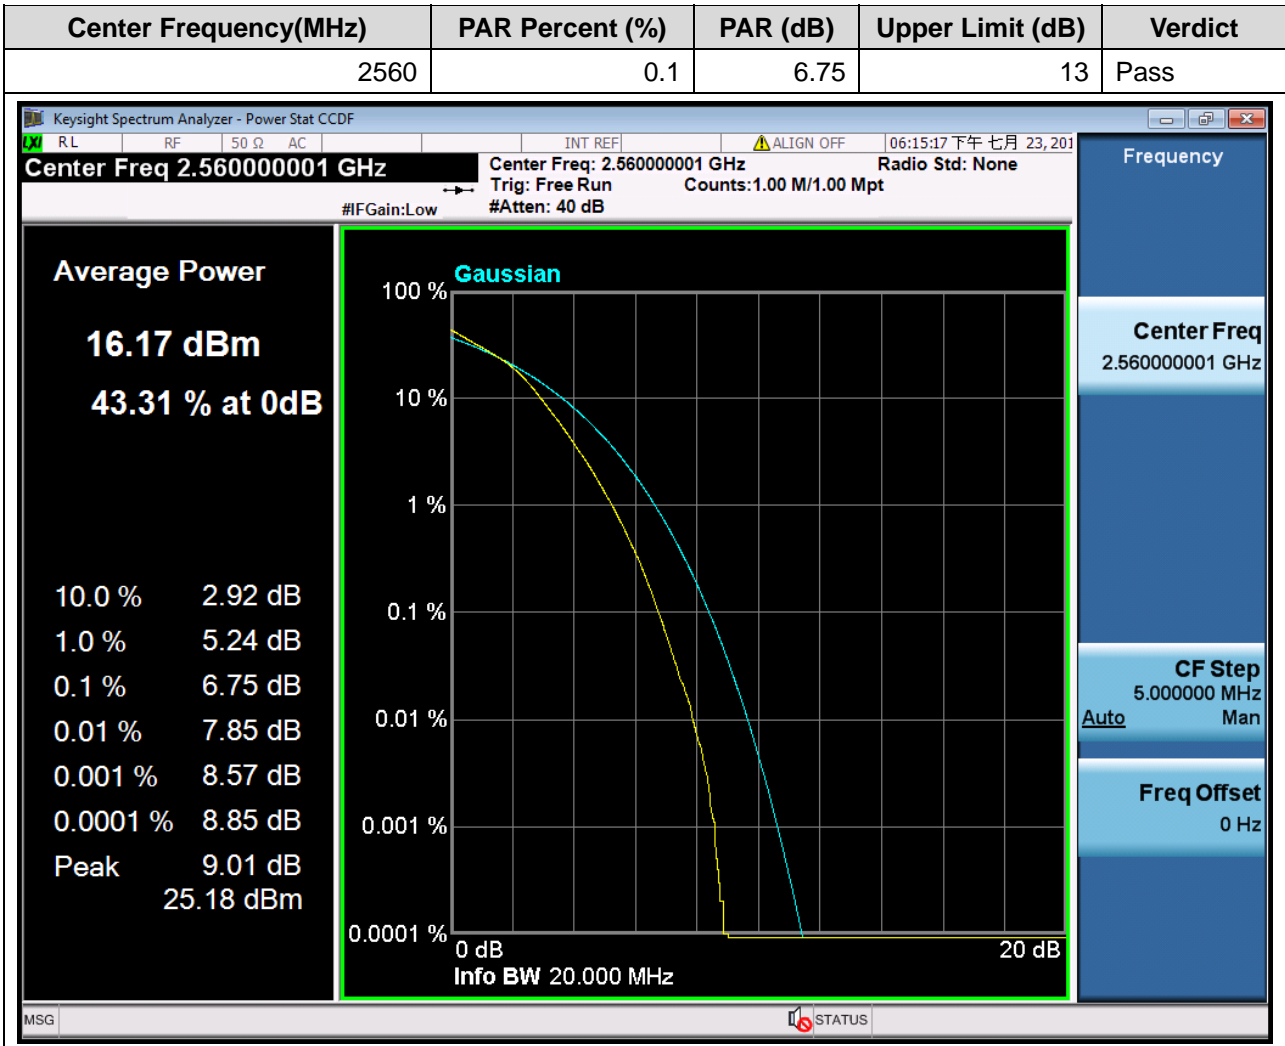 Center Frequency(MHz) PAR Percent (%) PAR (dB) Upper Limit (dB) Verdict
2560 0.1 6.75 13 Pass
Keysight Spectrum Analyzer - Power Stat CCDF
LXI RL RF 50 Ω AC INT REF ALIGN OFF 06:15:17 下午 七月 23, 201
Center Freq 2.560000001 GHz
Center Freq: 2.560000001 GHz Radio Std: None
Trig: Free Run Counts:1.00 M/1.00 Mpt
#IFGain:Low #Atten: 40 dB
Average Power
16.17 dBm
43.31 % at 0dB
10.0 % 2.92 dB
1.0 % 5.24 dB
0.1 % 6.75 dB
0.01 % 7.85 dB
0.001 % 8.57 dB
0.0001 % 8.85 dB
Peak 9.01 dB
25.18 dBm
Gaussian
100 %
10 %
1 %
0.1 %
0.01 %
0.001 %
0.0001 %
0 dB 20 dB
Info BW 20.000 MHz
Frequency
Center Freq
2.560000001 GHz
CF Step
5.000000 MHz
Auto Man
Freq Offset
0 Hz
MSG STATUS